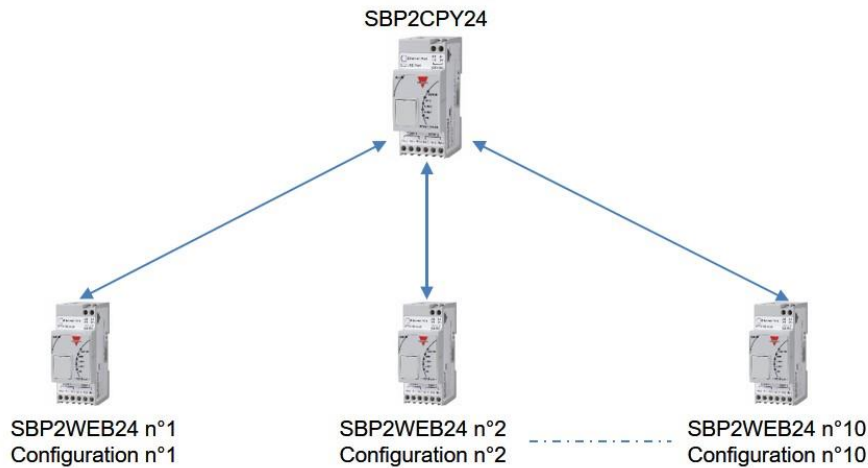 SBP2CPY24
SBP2WEB24 n°1
Configuration n°1
SBP2WEB24 n°2
Configuration n°2
SBP2WEB24 n°10
Configuration n°10